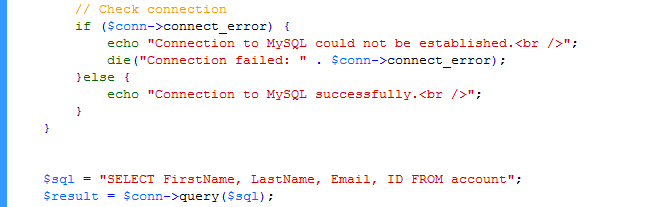 // Check connection
if ($conn->connect_error) {
echo "Connection to MySQL could not be established.<br />";
die("Connection failed: " . $conn->connect_error);
}else {
echo "Connection to MySQL successfully.<br />";
}
}
$sql = "SELECT FirstName, LastName, Email, ID FROM account";
$result = $conn->query($sql);